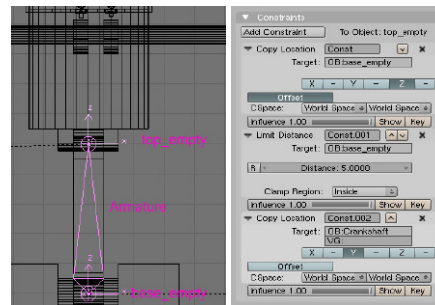 top_empty
Armature
base_empty
Constraints
Add Constraint To Object: top_empty
Copy Location Const
Target: OB:base_empty
X - Y - Z -
Offset
CSpace: World Space World Space
Influence 1.00 Show Key
Limit Distance Const.001
Target: OB:base_empty
R Distance: 5.0000
Clamp Region: Inside
Influence 1.00 Show Key
Copy Location Const.002
Target: OB:Crankshaft
VG:
X - Y - Z -
Offset
CSpace: World Space World Space
Influence 1.00 Show Key